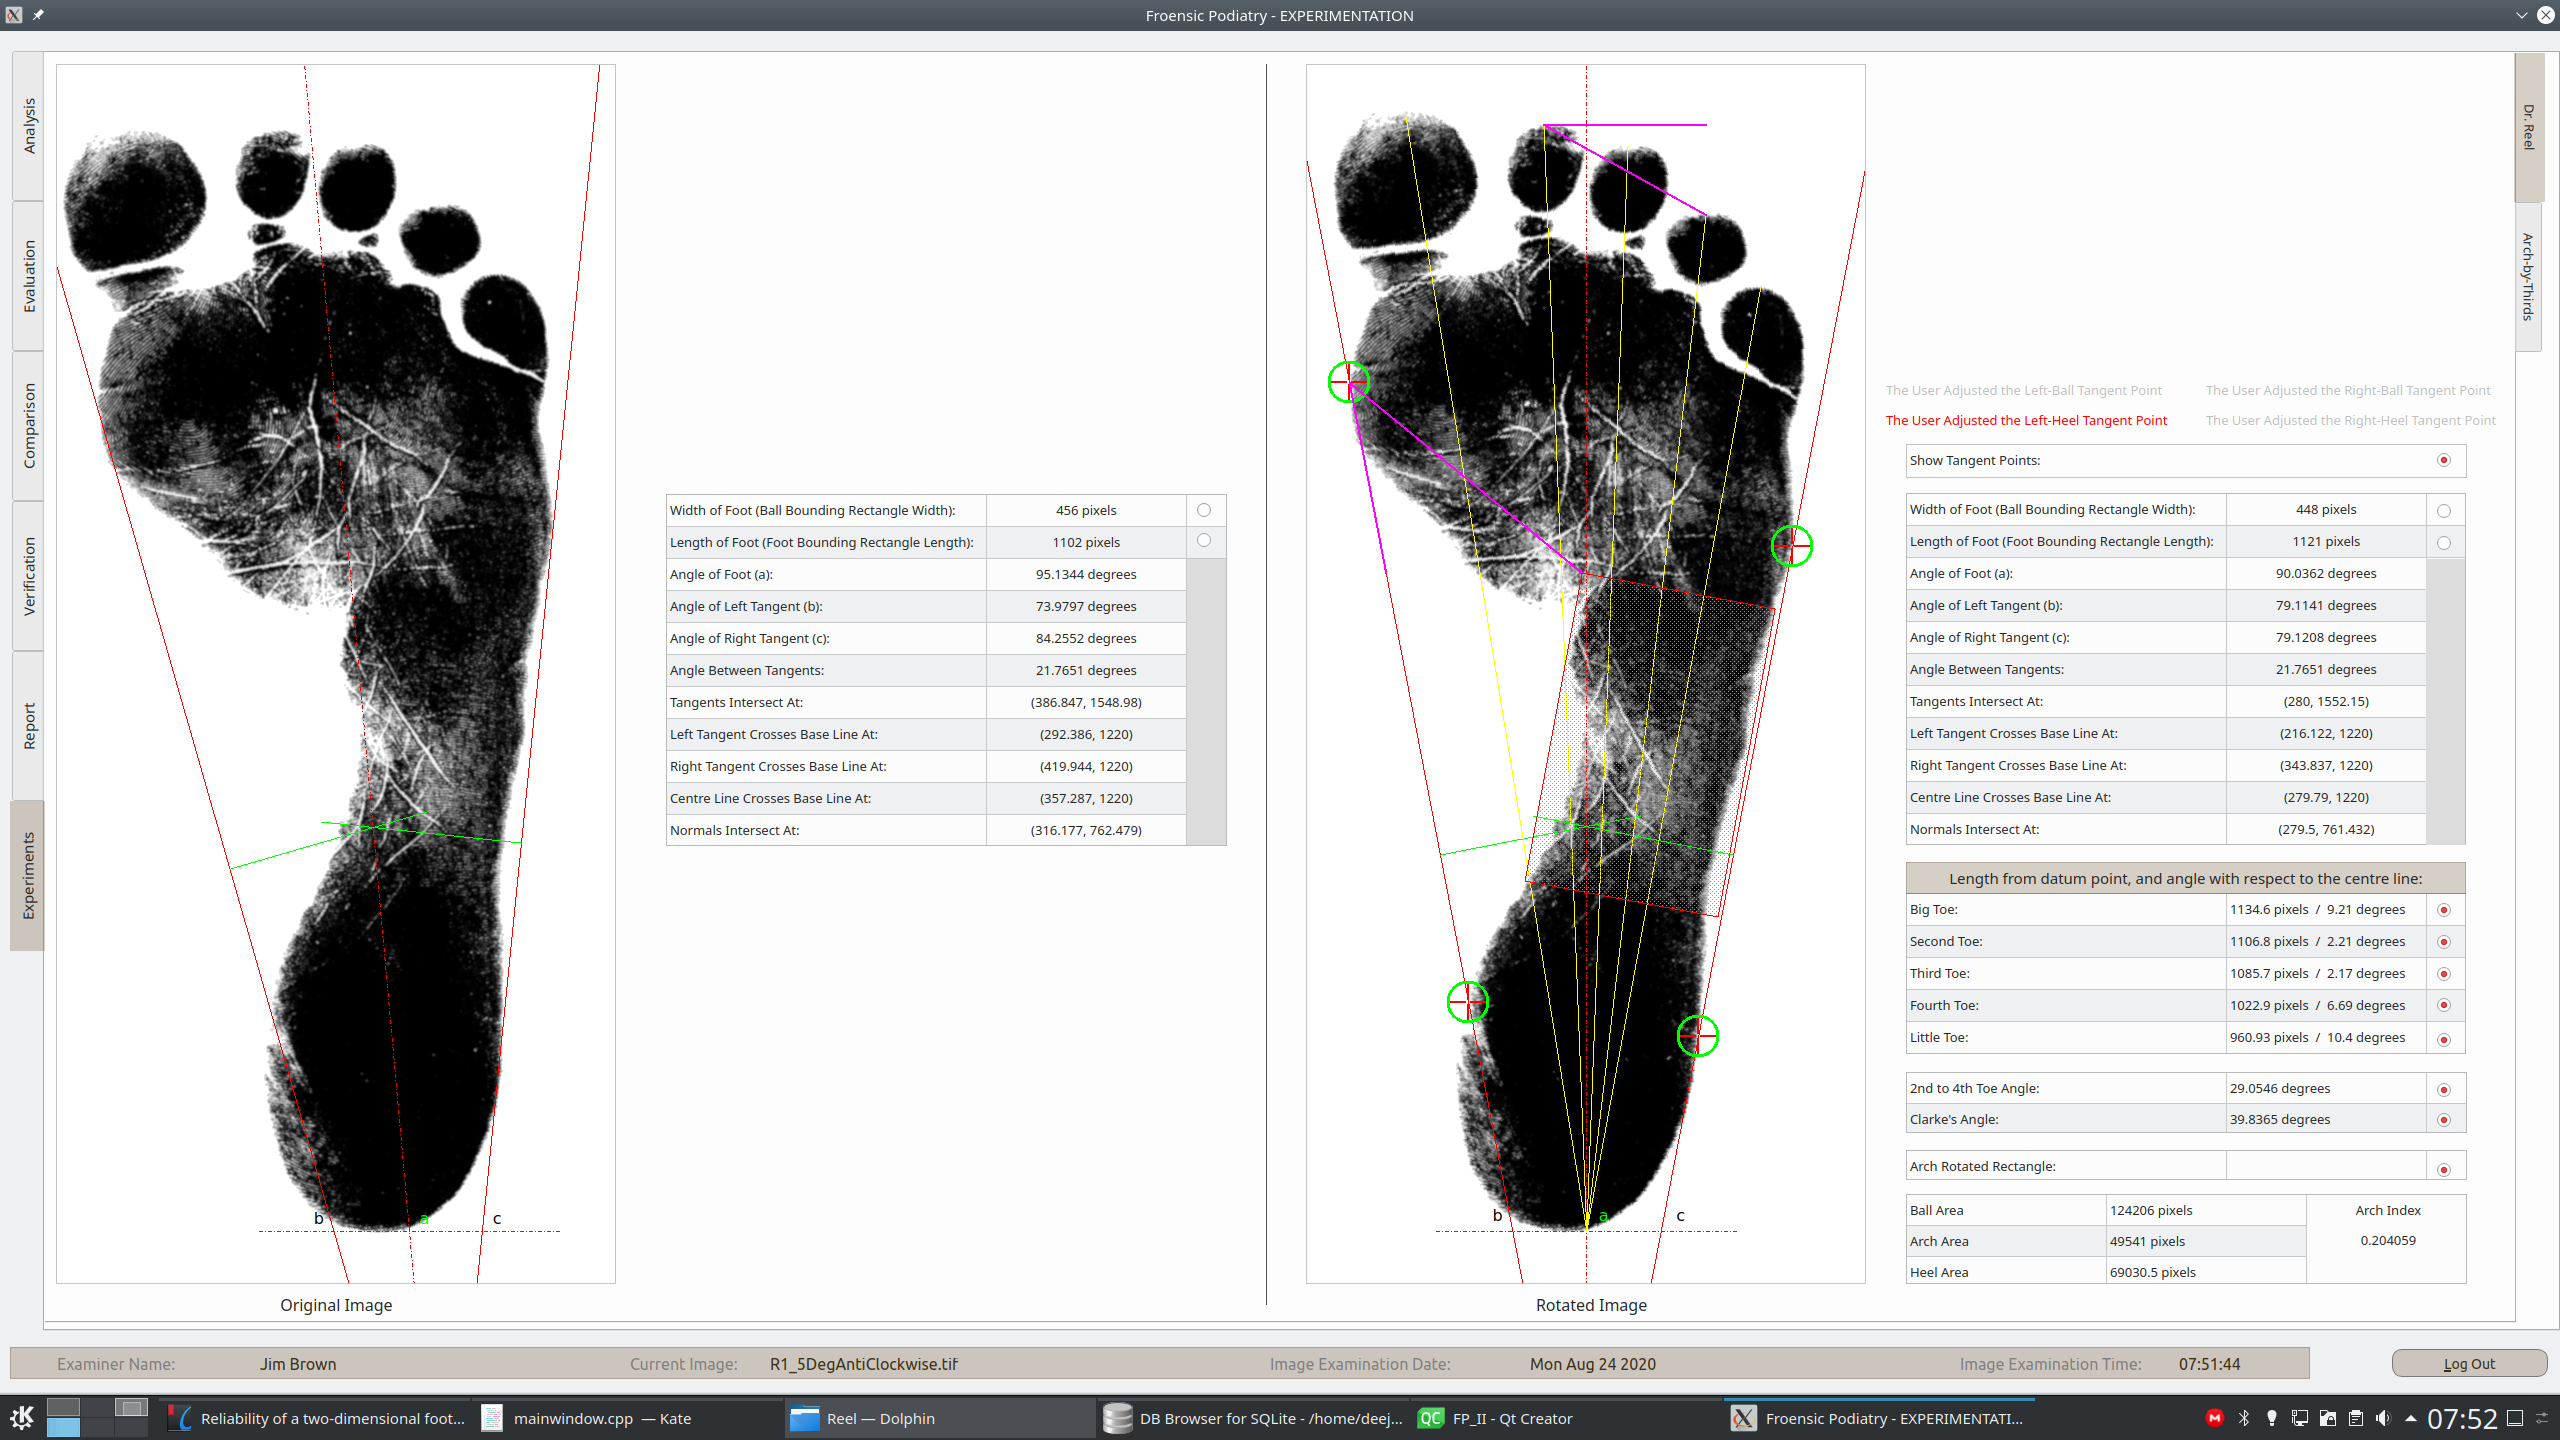 Froensic Podiatry - EXPERIMENTATION
Analysis
Evaluation
Comparison
Verification
Report
Experiments
b
a
c
Original Image
Width of Foot (Ball Bounding Rectangle Width): 456 pixels
Length of Foot (Foot Bounding Rectangle Length): 1102 pixels
Angle of Foot (a): 95.1344 degrees
Angle of Left Tangent (b): 73.9797 degrees
Angle of Right Tangent (c): 84.2552 degrees
Angle Between Tangents: 21.7651 degrees
Tangents Intersect At: (386.847, 1548.98)
Left Tangent Crosses Base Line At: (292.386, 1220)
Right Tangent Crosses Base Line At: (419.944, 1220)
Centre Line Crosses Base Line At: (357.287, 1220)
Normals Intersect At: (316.177, 762.479)
b
a
c
Rotated Image
Dr. Reel
Arch-by-Thirds
The User Adjusted the Left-Ball Tangent Point The User Adjusted the Right-Ball Tangent Point
The User Adjusted the Left-Heel Tangent Point The User Adjusted the Right-Heel Tangent Point
Show Tangent Points:
Width of Foot (Ball Bounding Rectangle Width): 448 pixels
Length of Foot (Foot Bounding Rectangle Length): 1121 pixels
Angle of Foot (a): 90.0362 degrees
Angle of Left Tangent (b): 79.1141 degrees
Angle of Right Tangent (c): 79.1208 degrees
Angle Between Tangents: 21.7651 degrees
Tangents Intersect At: (280, 1552.15)
Left Tangent Crosses Base Line At: (216.122, 1220)
Right Tangent Crosses Base Line At: (343.837, 1220)
Centre Line Crosses Base Line At: (279.79, 1220)
Normals Intersect At: (279.5, 761.432)
Length from datum point, and angle with respect to the centre line:
Big Toe: 1134.6 pixels / 9.21 degrees
Second Toe: 1106.8 pixels / 2.21 degrees
Third Toe: 1085.7 pixels / 2.17 degrees
Fourth Toe: 1022.9 pixels / 6.69 degrees
Little Toe: 960.93 pixels / 10.4 degrees
2nd to 4th Toe Angle: 29.0546 degrees
Clarke's Angle: 39.8365 degrees
Arch Rotated Rectangle:
Ball Area 124206 pixels Arch Index
Arch Area 49541 pixels 0.204059
Heel Area 69030.5 pixels
Examiner Name: Jim Brown Current Image: R1_5DegAntiClockwise.tif Image Examination Date: Mon Aug 24 2020 Image Examination Time: 07:51:44 Log Out
Reliability of a two-dimensional foot... mainwindow.cpp — Kate Reel — Dolphin DB Browser for SQLite - /home/deej... QC FP_II - Qt Creator Froensic Podiatry - EXPERIMENTATI... M 07:52